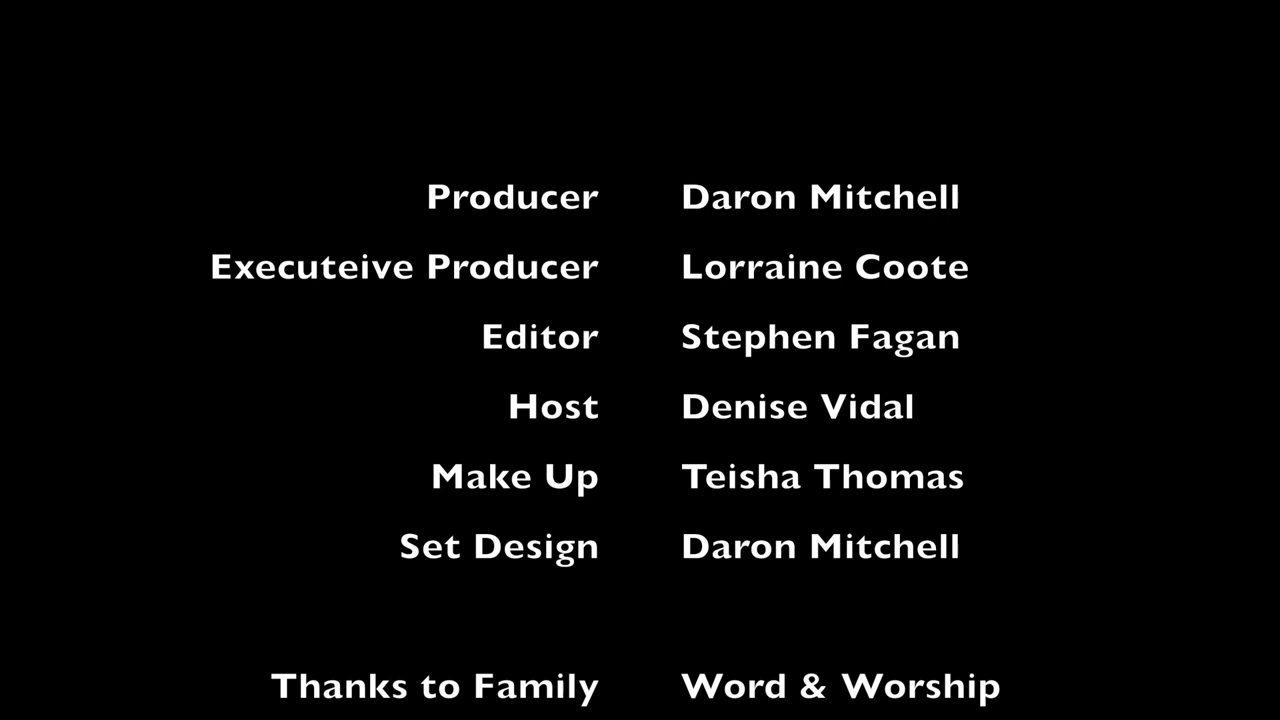 Producer Daron Mitchell
Executeive Producer Lorraine Coote
Editor Stephen Fagan
Host Denise Vidal
Make Up Teisha Thomas
Set Design Daron Mitchell
Thanks to Family Word & Worship